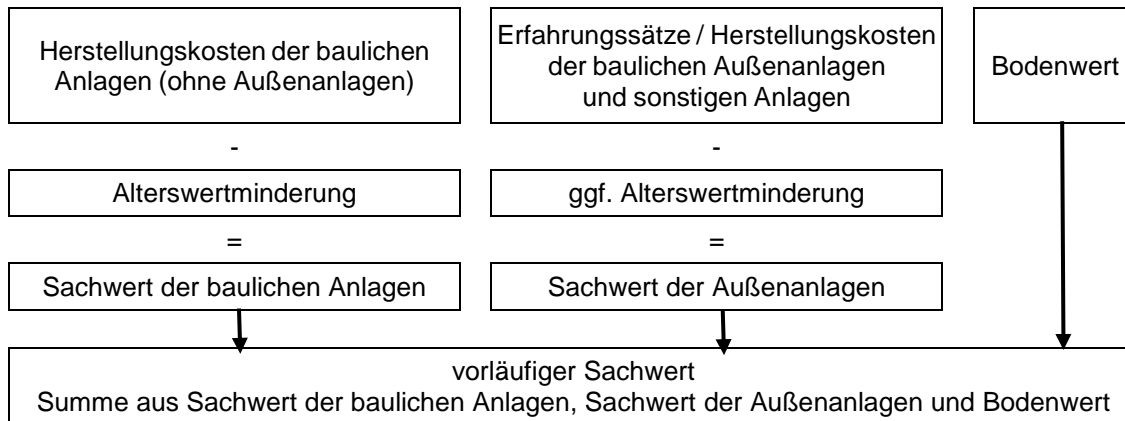 Herstellungskosten der baulichen
Anlagen (ohne Außenanlagen)
Erfahrungssätze / Herstellungskosten
der baulichen Außenanlagen
und sonstigen Anlagen
Bodenwert
-
-
Alterswertminderung
ggf. Alterswertminderung
=
=
Sachwert der baulichen Anlagen
Sachwert der Außenanlagen
vorläufiger Sachwert
Summe aus Sachwert der baulichen Anlagen, Sachwert der Außenanlagen und Bodenwert